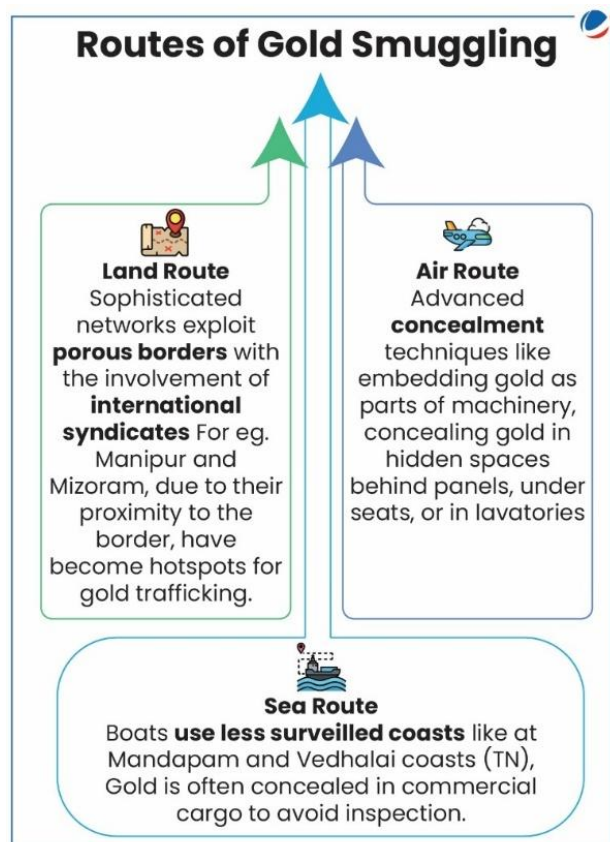 Routes of Gold Smuggling
Land Route
Sophisticated
networks exploit
porous borders with
the involvement of
international
syndicates For eg.
Manipur and
Mizoram, due to their
proximity to the
border, have
become hotspots for
gold trafficking.
Air Route
Advanced
concealment
techniques like
embedding gold as
parts of machinery,
concealing gold in
hidden spaces
behind panels, under
seats, or in lavatories
Sea Route
Boats use less surveilled coasts like at
Mandapam and Vedhalai coasts (TN),
Gold is often concealed in commercial
cargo to avoid inspection.